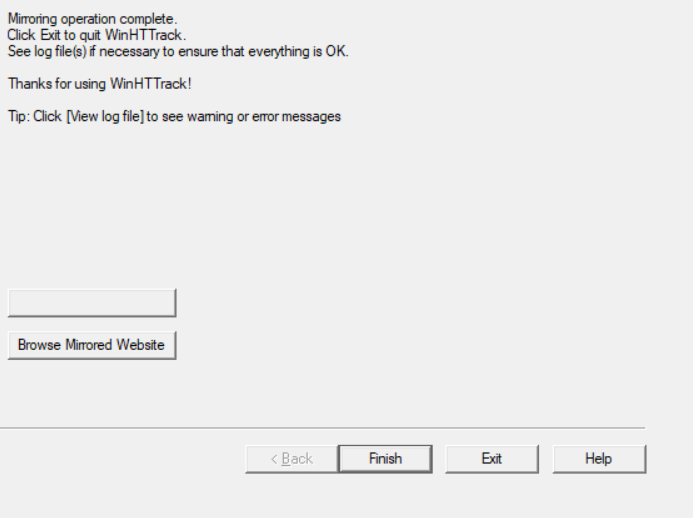 Mirroring operation complete.
Click Exit to quit WinHTTrack.
See log file(s) if necessary to ensure that everything is OK.
Thanks for using WinHTTrack!
Tip: Click [View log file] to see warning or error messages
Browse Mirrored Website
< Back
Finish
Exit
Help